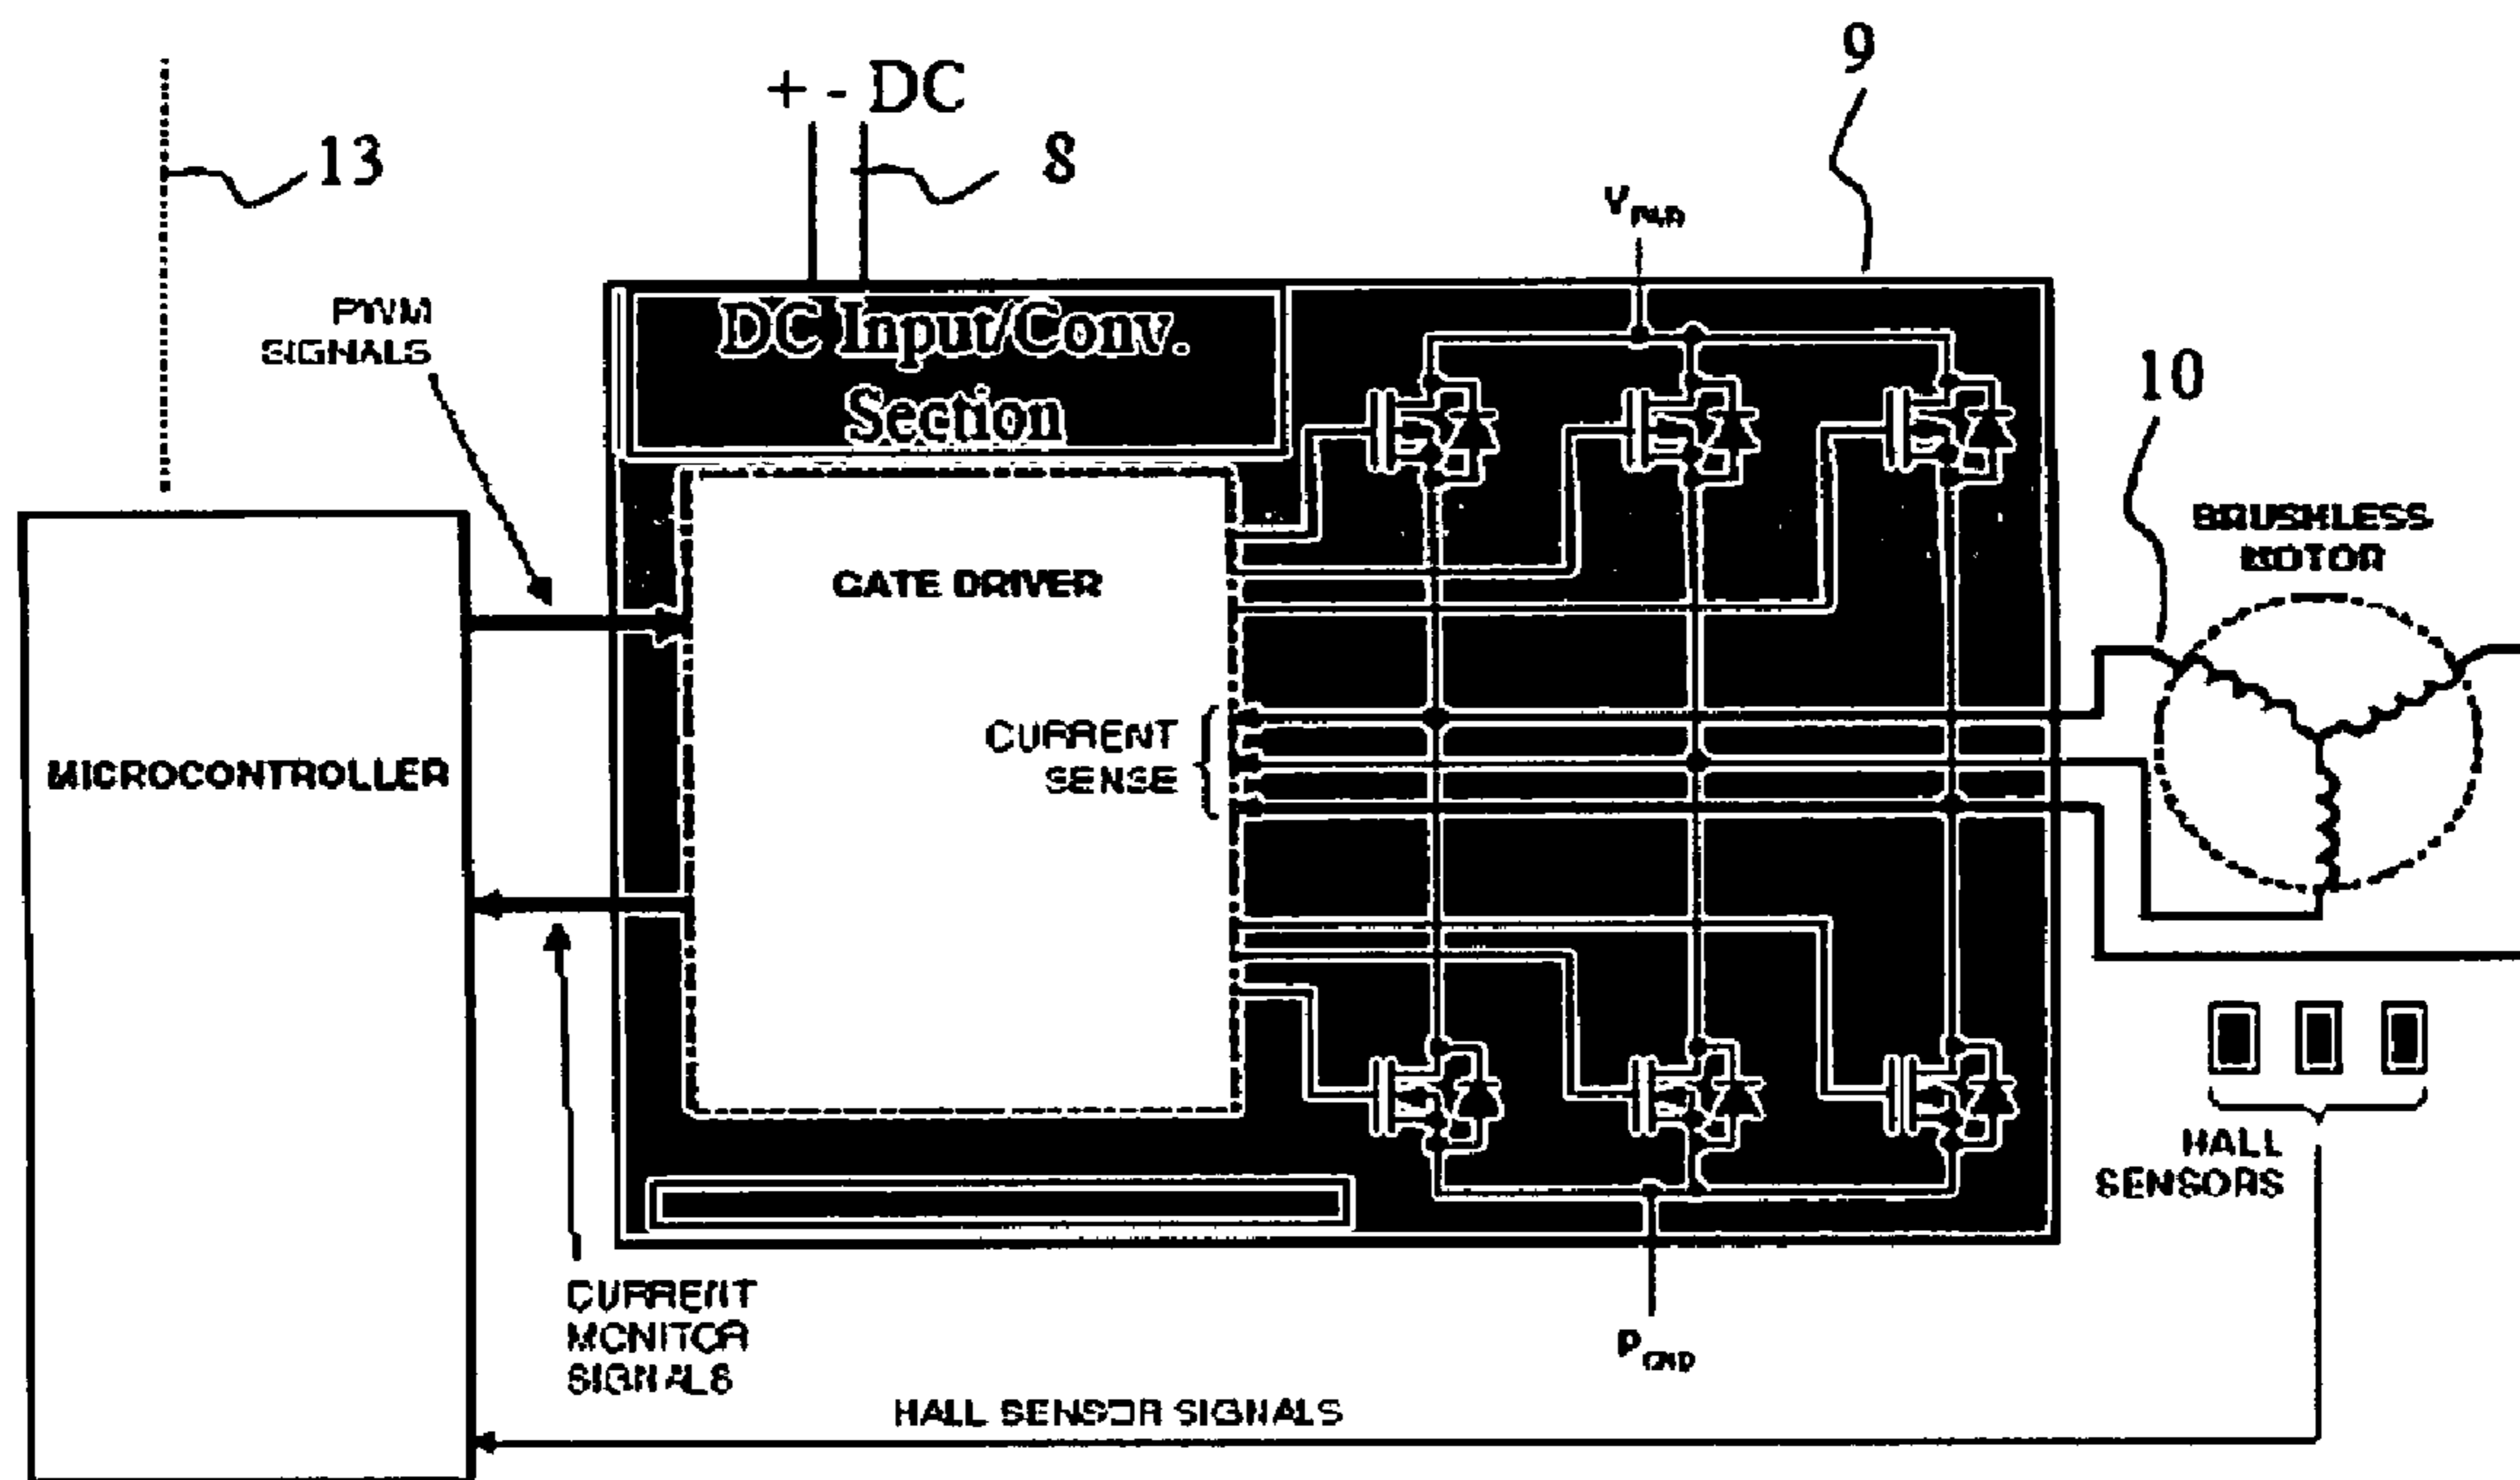 + - DC
9
13
8
PWM
SIGNALS
DC Input/Conv.
Section
10
BRUSHLESS
MOTOR
GATE DRIVER
CURRENT
SENSE
MICROCONTROLLER
HALL
SENSORS
CURRENT
MONITOR
SIGNALS
P GND
HALL SENSOR SIGNALS